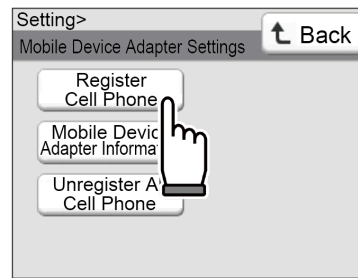 Setting>
Back
Mobile Device Adapter Settings
Register
Cell Phone
Mobile
Adapter
Unregister
Cell Phone